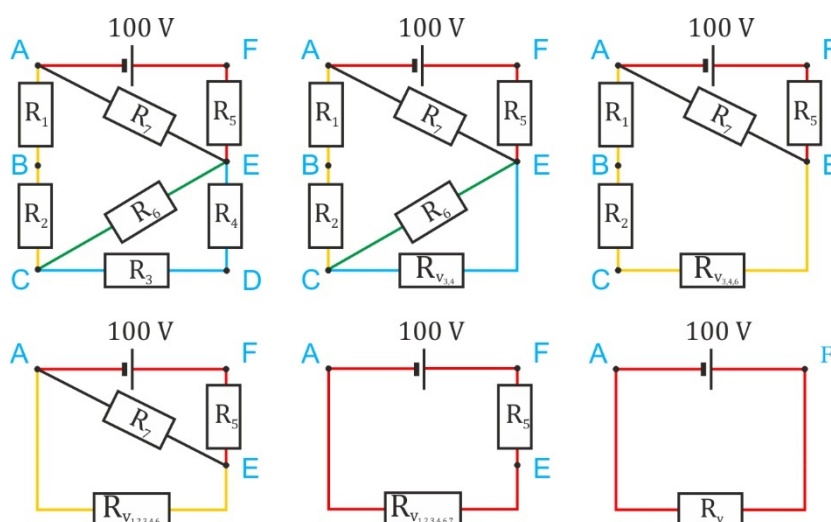 100 V 100 V 100 V
A F A F A F
R₁ R₇ R₅ R₁ R₇ R₅ R₁ R₇ R₅
B E B E B E
R₂ R₆ R₄ R₂ R₆ R₂
C R₃ D C Rv₃,₄ C Rv₃,₄,₆
100 V 100 V 100 V
A F A F A F
R₇ R₅ R₅
E E
Rv₁,₂,₃,₄,₆ Rv₁,₂,₃,₄,₆,₇ Rv